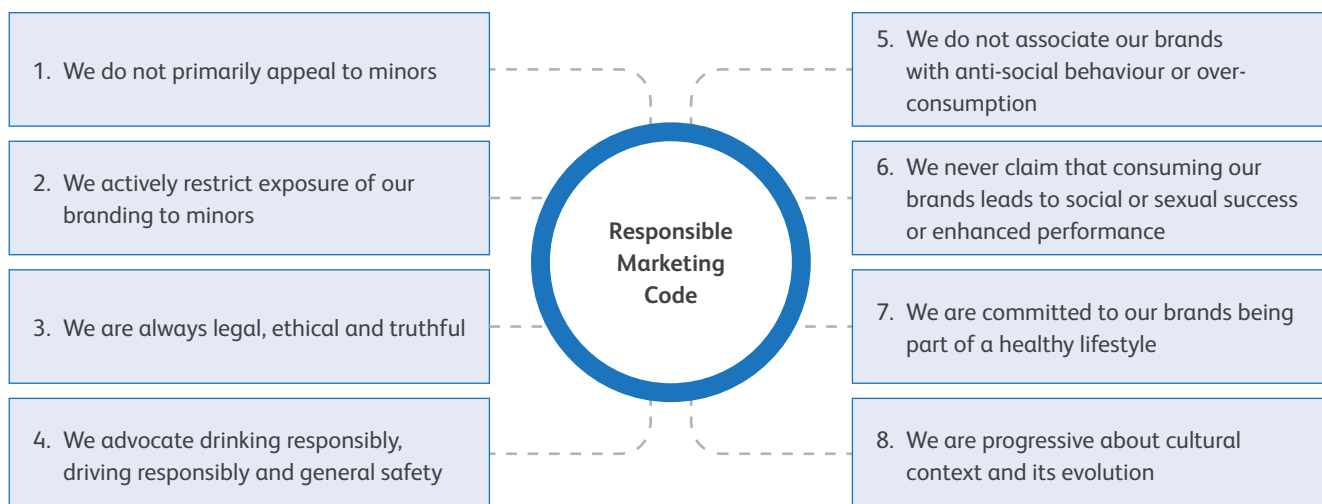 1. We do not primarily appeal to minors
2. We actively restrict exposure of our
branding to minors
3. We are always legal, ethical and truthful
4. We advocate drinking responsibly,
driving responsibly and general safety
Responsible
Marketing
Code
5. We do not associate our brands
with anti-social behaviour or over-
consumption
6. We never claim that consuming our
brands leads to social or sexual success
or enhanced performance
7. We are committed to our brands being
part of a healthy lifestyle
8. We are progressive about cultural
context and its evolution